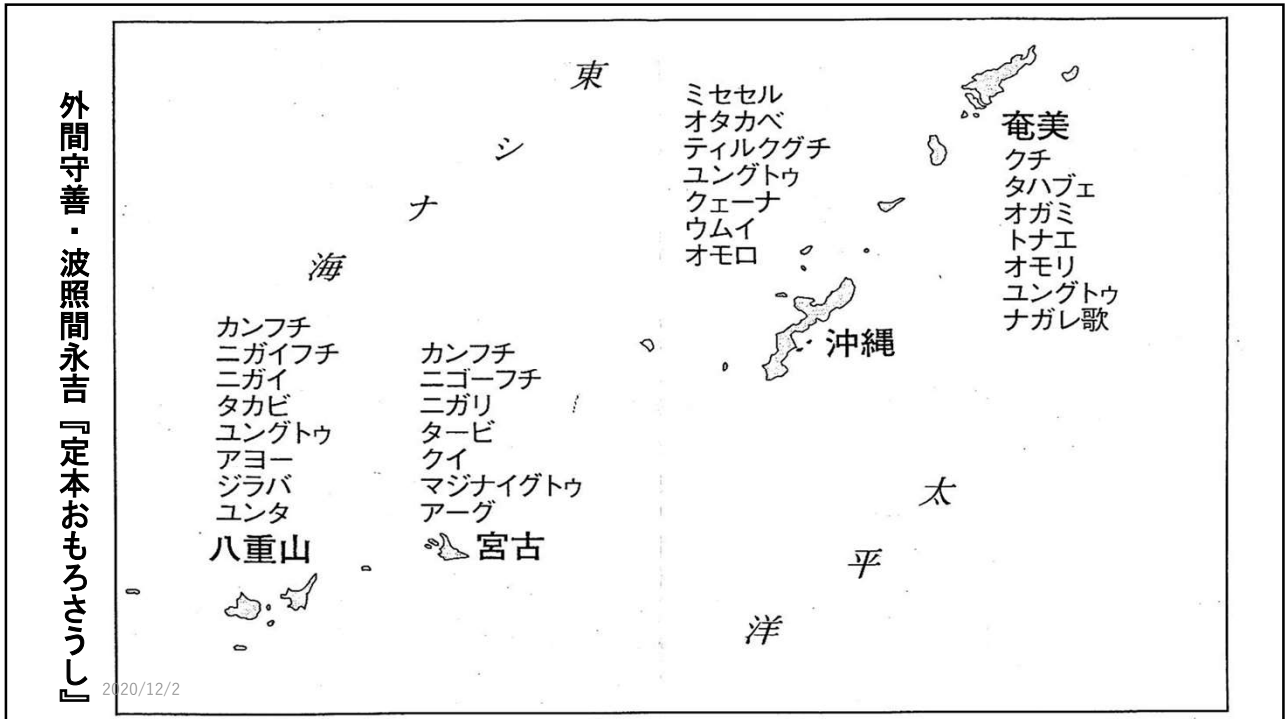 外間守善・波照間永吉『定本おもろさうし』
東シナ海
ミセセル
オタカベ
ティルクグチ
ユングトゥ
クェーナ
ウムイ
オモロ
沖縄
奄美
クチ
タハブェ
オガミ
トナエ
オモリ
ユングトゥ
ナガレ歌
カンフチ
ニガイフチ
ニガイ
タカビ
ユングトゥ
アヨー
ジラバ
ユンタ
八重山
カンフチ
ニゴーフチ
ニガリ
タービ
クイ
マジナイグトゥ
アーグ
宮古
太平洋
2020/12/2